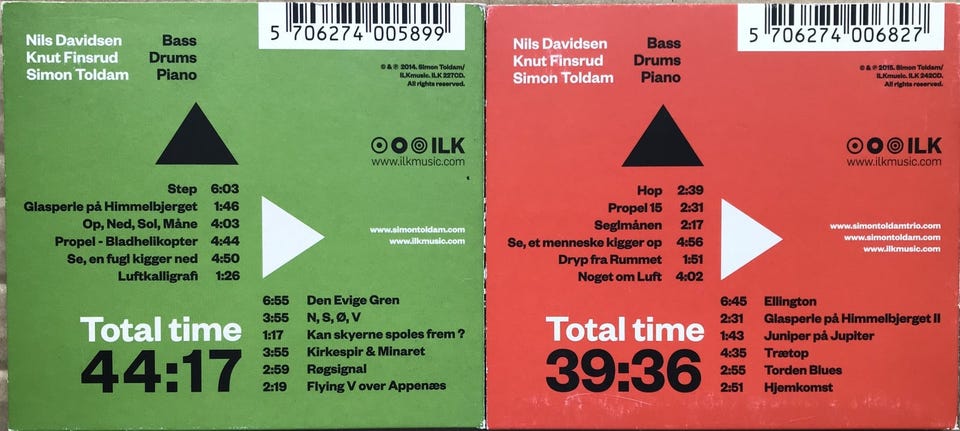 5 706274 005899
Nils Davidsen Bass
Knut Finsrud Drums
Simon Toldam Piano
© & ℗ 2014. Simon Toldam/
ILKmusic. ILK 227CD.
All rights reserved.
ILK
www.ilkmusic.com
Step 6:03
Glasperle på Himmelbjerget 1:46
Op, Ned, Sol, Måne 4:03
Propel - Bladhelikopter 4:44
Se, en fugl kigger ned 4:50
Luftkalligrafi 1:26
www.simontoldam.com
www.ilkmusic.com
6:55 Den Evige Gren
3:55 N, S, Ø, V
1:17 Kan skyerne spoles frem ?
3:55 Kirkespir & Minaret
2:59 Røgsignal
2:19 Flying V over Appenæs
Total time
44:17
5 706274 006827
Nils Davidsen Bass
Knut Finsrud Drums
Simon Toldam Piano
© & ℗ 2015. Simon Toldam/
ILKmusic. ILK 242CD.
All rights reserved.
ILK
www.ilkmusic.com
Hop 2:39
Propel 15 2:31
Seglmånen 2:17
Se, et menneske kigger op 4:56
Dryp fra Rummet 1:51
Noget om Luft 4:02
www.simontoldamtrio.com
www.simontoldam.com
www.ilkmusic.com
6:45 Ellington
2:31 Glasperle på Himmelbjerget II
1:43 Juniper på Jupiter
4:35 Trætop
2:55 Torden Blues
2:51 Hjemkomst
Total time
39:36